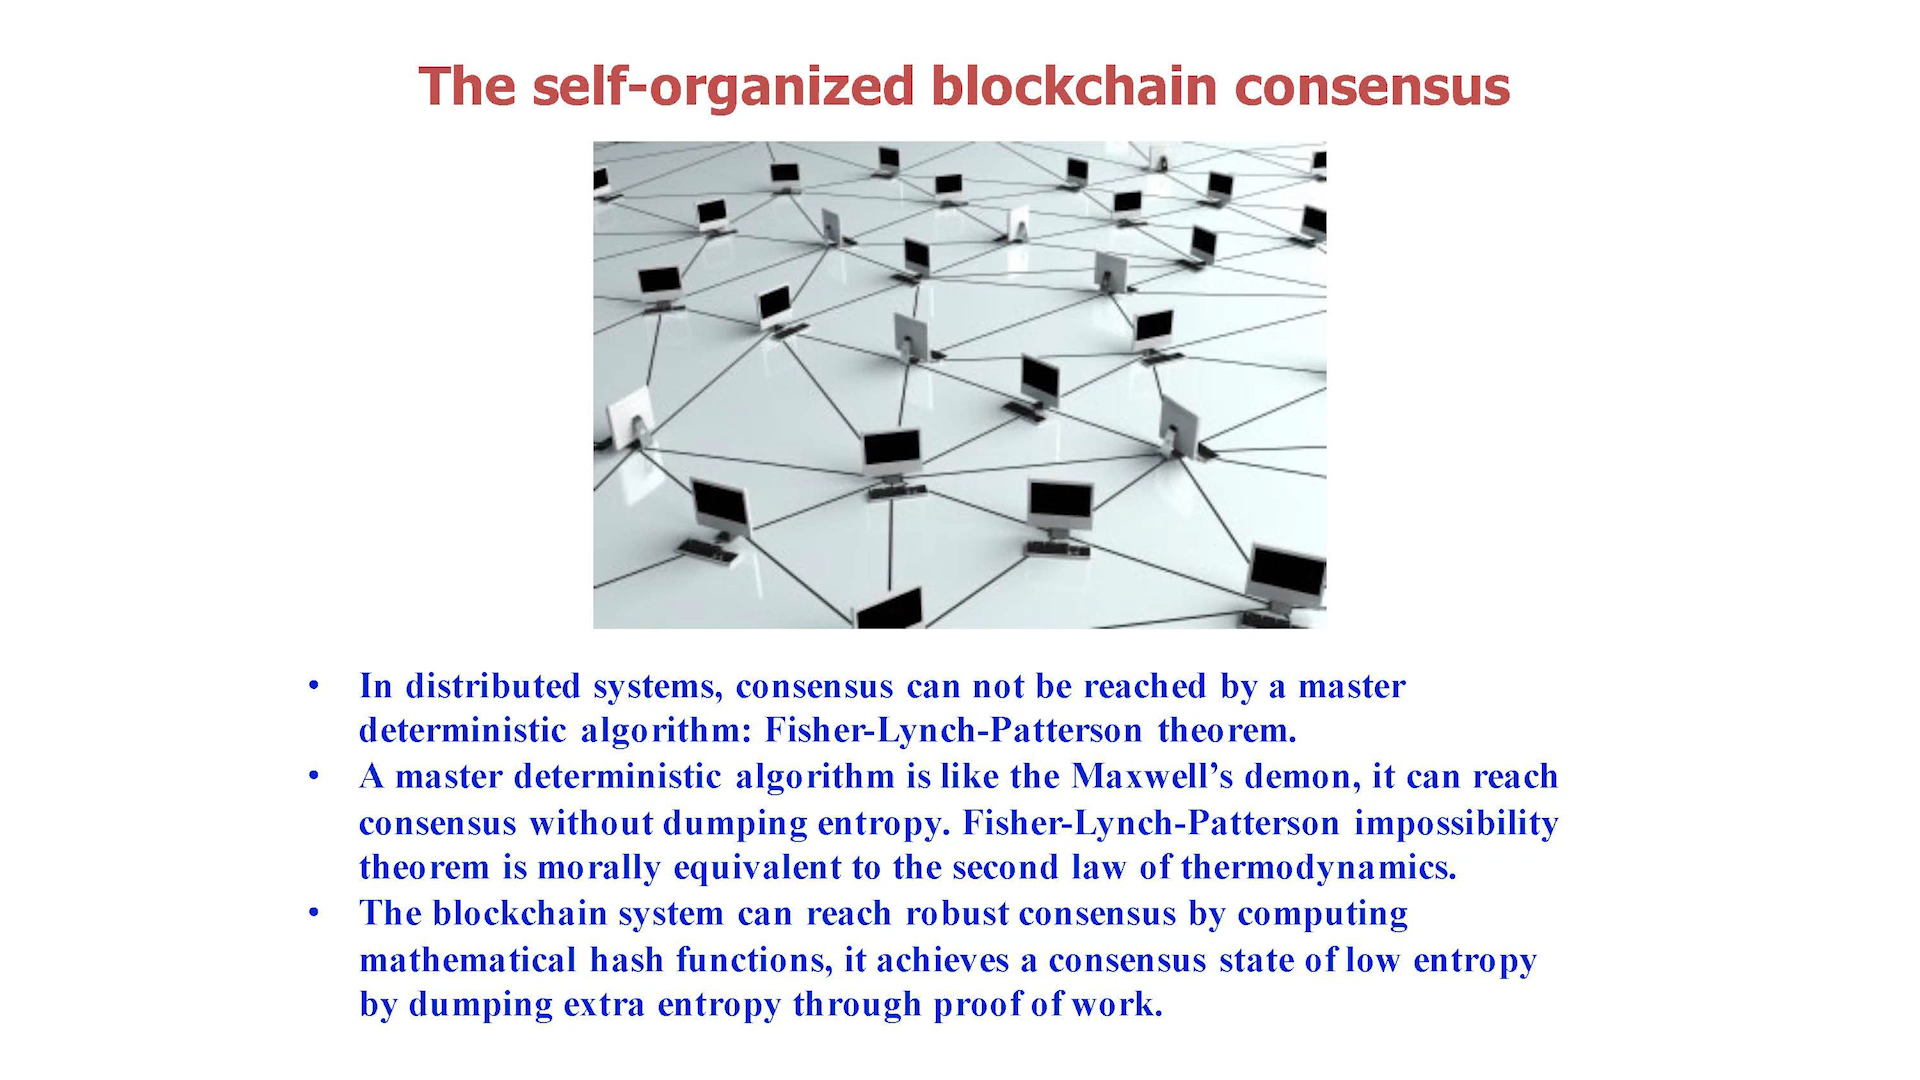 The self-organized blockchain consensus
• In distributed systems, consensus can not be reached by a master
deterministic algorithm: Fisher-Lynch-Patterson theorem.
• A master deterministic algorithm is like the Maxwell’s demon, it can reach
consensus without dumping entropy. Fisher-Lynch-Patterson impossibility
theorem is morally equivalent to the second law of thermodynamics.
• The blockchain system can reach robust consensus by computing
mathematical hash functions, it achieves a consensus state of low entropy
by dumping extra entropy through proof of work.